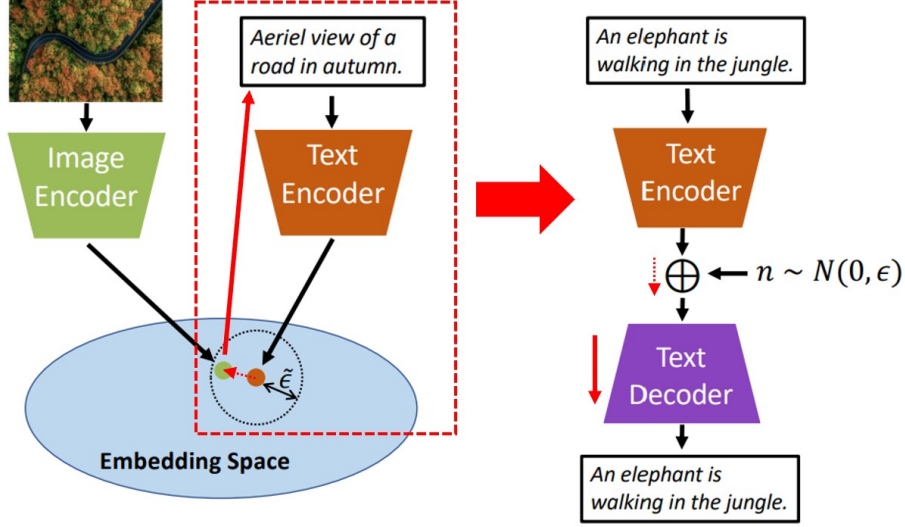 Aeriel view of a
road in autumn.
Image
Encoder
Text
Encoder
ε̃
Embedding Space
An elephant is
walking in the jungle.
Text
Encoder
n ~ N(0, ϵ)
Text
Decoder
An elephant is
walking in the jungle.